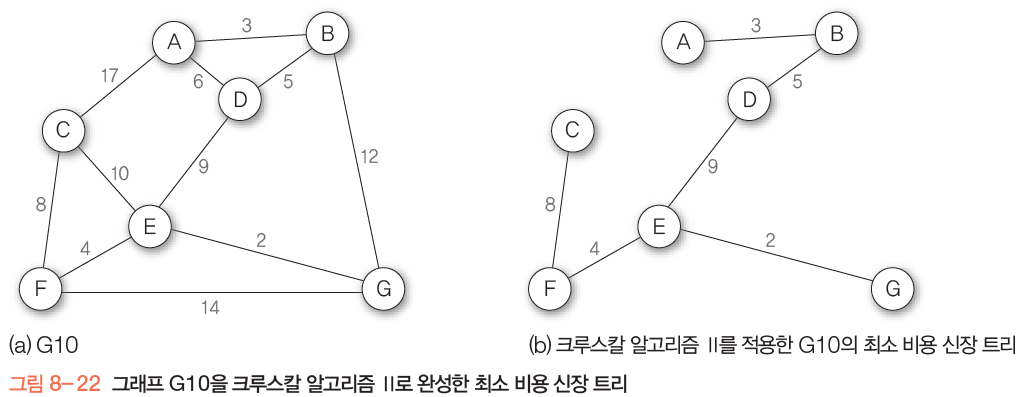 A
3
B
17
6
5
D
C
12
10
9
8
E
4
2
F
G
14
A
3
B
5
D
C
9
8
E
4
2
F
G
(a) G10
(b) 크루스칼 알고리즘 Ⅱ를 적용한 G10의 최소 비용 신장 트리
그림 8-22 그래프 G10을 크루스칼 알고리즘 Ⅱ로 완성한 최소 비용 신장 트리